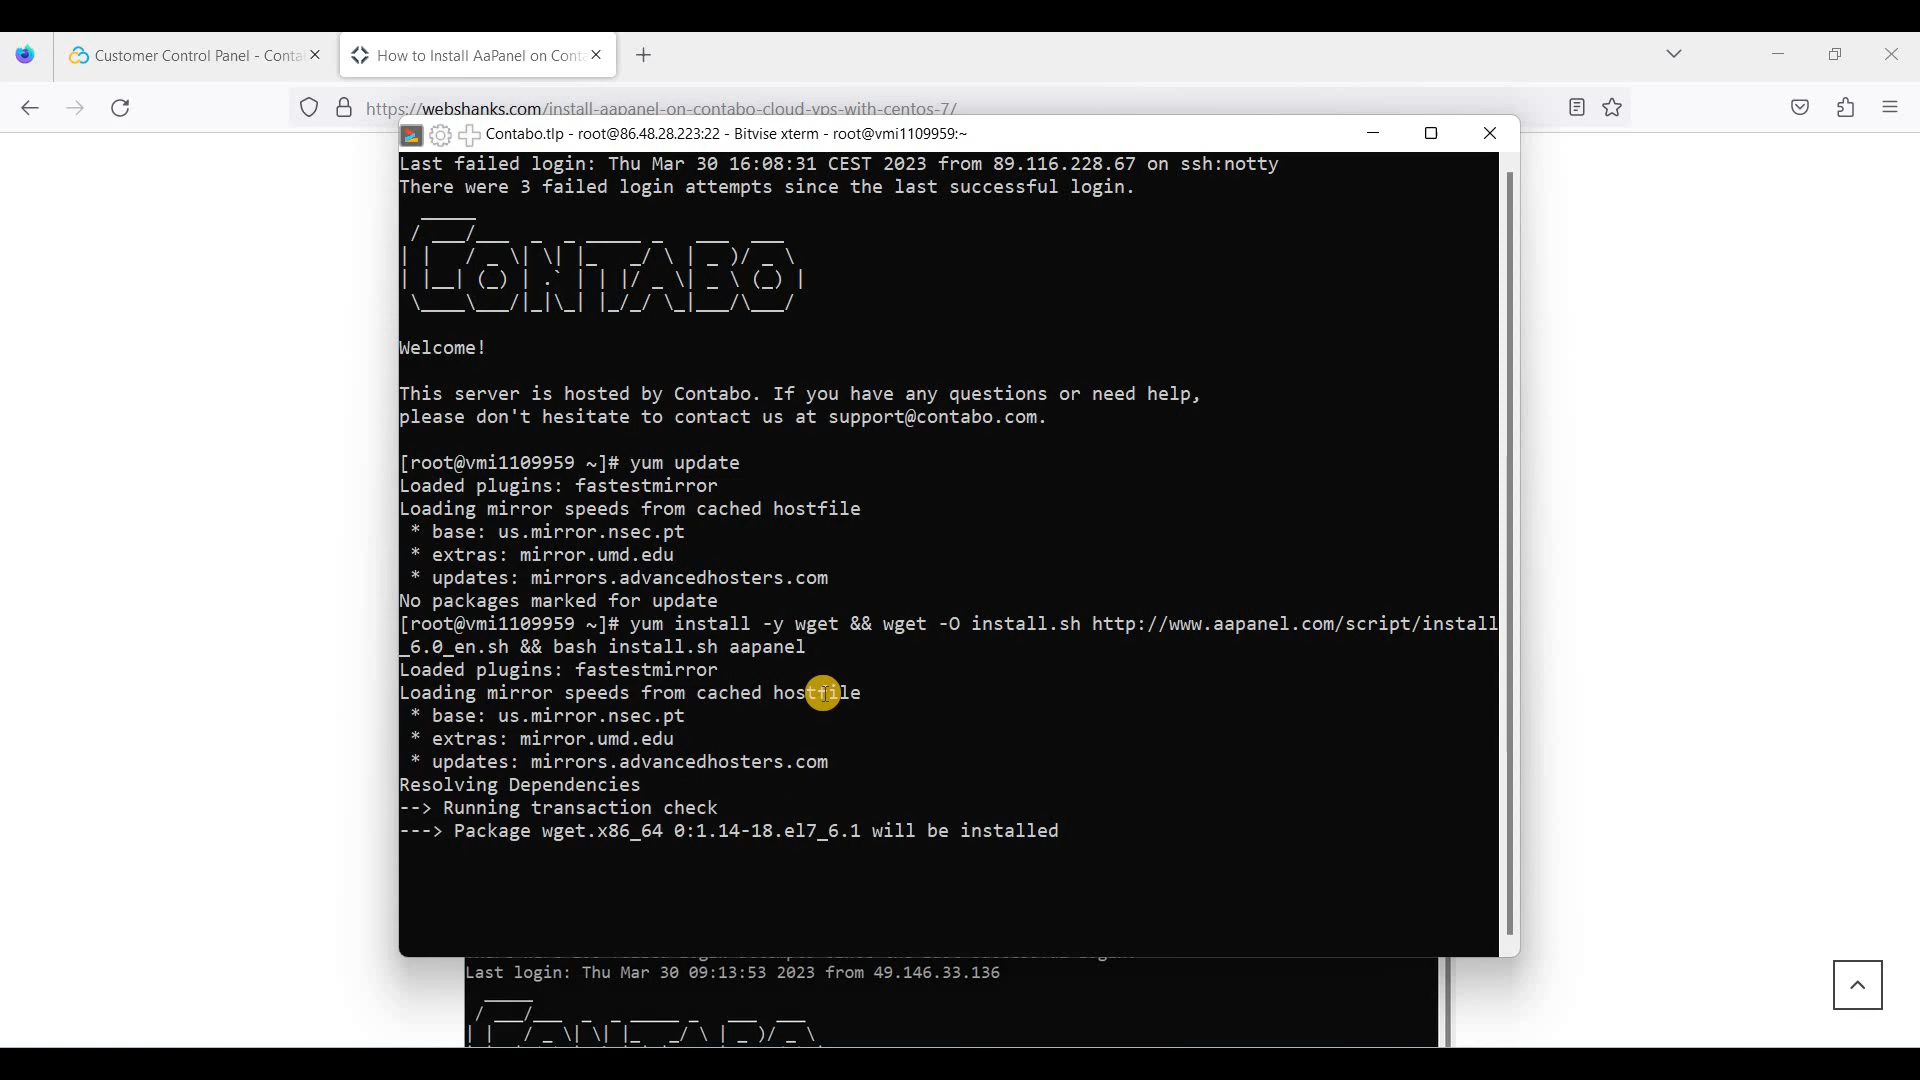 Customer Control Panel - Conta
How to Install AaPanel on Cont
https://webshanks.com/install-aapanel-on-contabo-cloud-vps-with-centos-7/
Contabo.tlp - root@86.48.28.223:22 - Bitvise xterm - root@vmi1109959:~
Last failed login: Thu Mar 30 16:08:31 CEST 2023 from 89.116.228.67 on ssh:notty
There were 3 failed login attempts since the last successful login.
CONTABO
Welcome!
This server is hosted by Contabo. If you have any questions or need help,
please don't hesitate to contact us at support@contabo.com.
[root@vmi1109959 ~]# yum update
Loaded plugins: fastestmirror
Loading mirror speeds from cached hostfile
* base: us.mirror.nsec.pt
* extras: mirror.umd.edu
* updates: mirrors.advancedhosters.com
No packages marked for update
[root@vmi1109959 ~]# yum install -y wget && wget -O install.sh http://www.aapanel.com/script/install
_6.0_en.sh && bash install.sh aapanel
Loaded plugins: fastestmirror
Loading mirror speeds from cached hostfile
* base: us.mirror.nsec.pt
* extras: mirror.umd.edu
* updates: mirrors.advancedhosters.com
Resolving Dependencies
--> Running transaction check
---> Package wget.x86_64 0:1.14-18.el7_6.1 will be installed
Last login: Thu Mar 30 09:13:53 2023 from 49.146.33.136
CONTABO